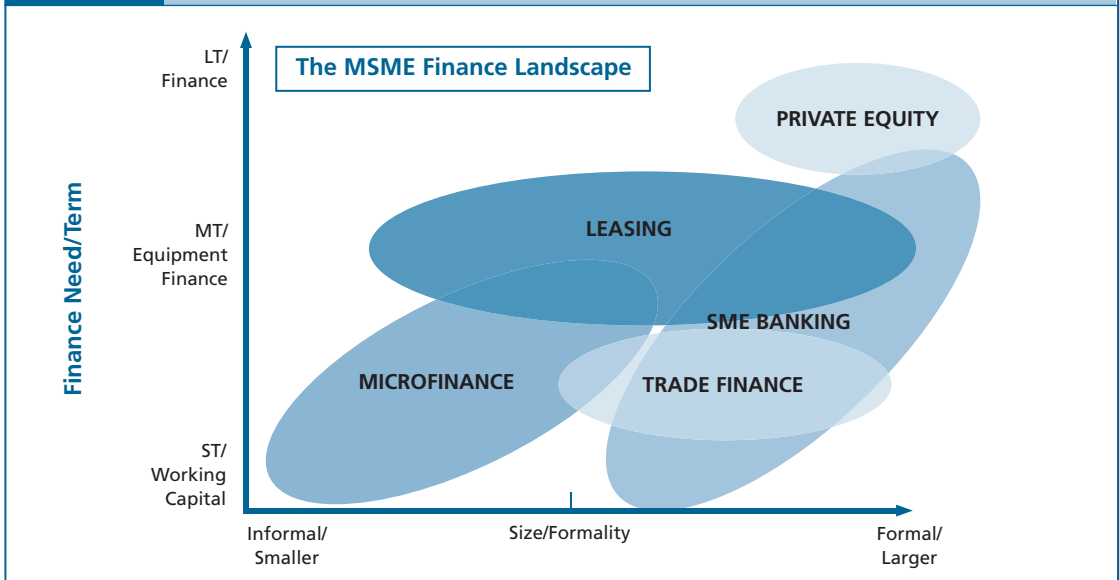 The MSME Finance Landscape
LT/
Finance
PRIVATE EQUITY
Finance Need/Term
MT/
Equipment
Finance
LEASING
SME BANKING
MICROFINANCE
TRADE FINANCE
ST/
Working
Capital
Informal/
Smaller
Size/Formality
Formal/
Larger